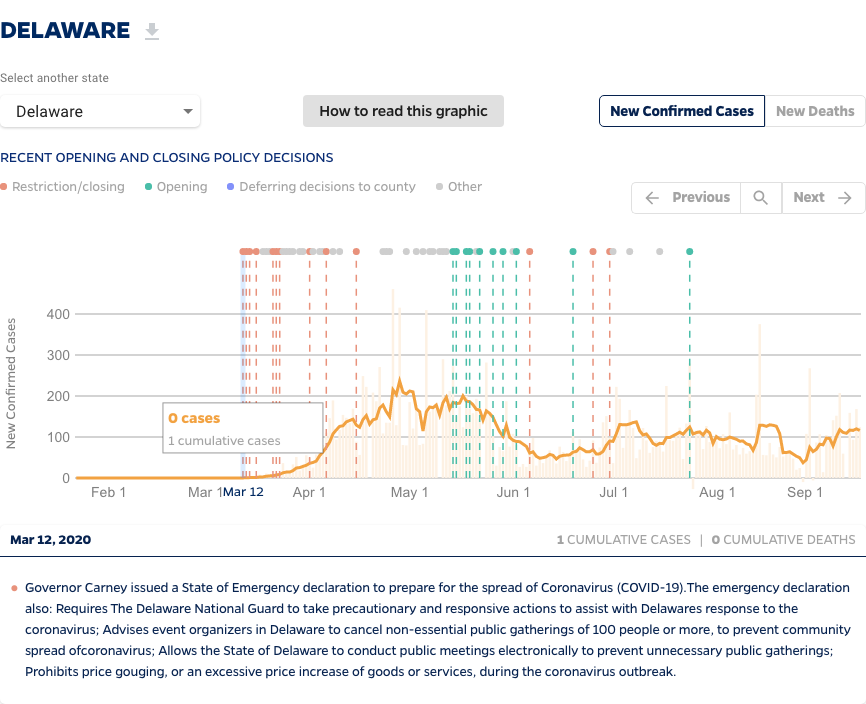 DELAWARE
Select another state
Delaware
How to read this graphic
New Confirmed Cases
New Deaths
RECENT OPENING AND CLOSING POLICY DECISIONS
Restriction/closing
Opening
Deferring decisions to county
Other
Previous
Next
New Confirmed Cases
400
300
200
100
0
0 cases
1 cumulative cases
Feb 1
Mar 1
Mar 12
Apr 1
May 1
Jun 1
Jul 1
Aug 1
Sep 1
Mar 12, 2020
1 CUMULATIVE CASES | 0 CUMULATIVE DEATHS
Governor Carney issued a State of Emergency declaration to prepare for the spread of Coronavirus (COVID-19).The emergency declaration
also: Requires The Delaware National Guard to take precautionary and responsive actions to assist with Delawares response to the
coronavirus; Advises event organizers in Delaware to cancel non-essential public gatherings of 100 people or more, to prevent community
spread ofcoronavirus; Allows the State of Delaware to conduct public meetings electronically to prevent unnecessary public gatherings;
Prohibits price gouging, or an excessive price increase of goods or services, during the coronavirus outbreak.